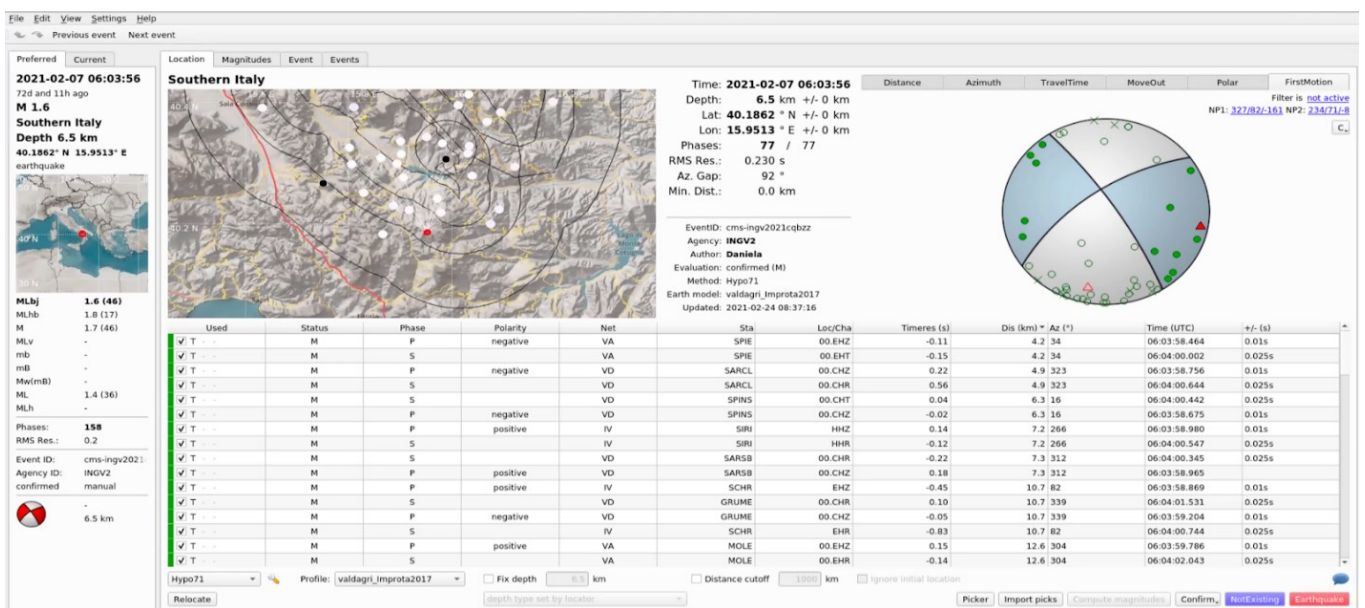 File Edit View Settings Help
Previous event Next event
Preferred Current
2021-02-07 06:03:56
72d and 11h ago
M 1.6
Southern Italy
Depth 6.5 km
40.1862° N 15.9513° E
earthquake
40 N
30 N
MLbj 1.6 (46)
MLhb 1.8 (17)
M 1.7 (46)
MLv -
mb -
mB -
Mw(mB) -
ML 1.4 (36)
MLh -
Phases: 158
RMS Res.: 0.2
Event ID: cms-ingv2021
Agency ID: INGV2
confirmed manual
-
6.5 km
Location Magnitudes Event Events
Southern Italy
40.4 N
40.2 N
Time: 2021-02-07 06:03:56
Depth: 6.5 km +/- 0 km
Lat: 40.1862 ° N +/- 0 km
Lon: 15.9513 ° E +/- 0 km
Phases: 77 / 77
RMS Res.: 0.230 s
Az. Gap: 92 °
Min. Dist.: 0.0 km
EventID: cms-ingv2021cqbzz
Agency: INGV2
Author: Daniela
Evaluation: confirmed (M)
Method: Hypo71
Earth model: valdagri_Improta2017
Updated: 2021-02-24 08:37:16
Distance Azimuth TravelTime MoveOut Polar FirstMotion
Filter is not active
NP1: 327/82/-161 NP2: 234/71/-8
C
Used Status Phase Polarity Net Sta Loc/Cha Timeres (s) Dis (km) Az (°) Time (UTC) +/- (s)
T - - M P negative VA SPIE 00.EHZ -0.11 4.2 34 06:03:58.464 0.01s
T - - M S VA SPIE 00.EHT -0.15 4.2 34 06:04:00.002 0.025s
T - - M P negative VD SARCL 00.CHZ 0.22 4.9 323 06:03:58.756 0.01s
T - - M S VD SARCL 00.CHR 0.56 4.9 323 06:04:00.644 0.025s
T - - M S VD SPINS 00.CHT 0.04 6.3 16 06:04:00.442 0.025s
T - - M P negative VD SPINS 00.CHZ -0.02 6.3 16 06:03:58.675 0.01s
T - - M P positive IV SIRI HHZ 0.14 7.2 266 06:03:58.980 0.01s
T - - M S IV SIRI HHR -0.12 7.2 266 06:04:00.547 0.025s
T - - M S VD SARSB 00.CHR -0.22 7.3 312 06:04:00.345 0.025s
T - - M P positive VD SARSB 00.CHZ 0.18 7.3 312 06:03:58.965
T - - M P positive IV SCHR EHZ -0.45 10.7 82 06:03:58.869 0.01s
T - - M S VD GRUME 00.CHR 0.10 10.7 339 06:04:01.531 0.025s
T - - M P negative VD GRUME 00.CHZ -0.05 10.7 339 06:03:59.204 0.01s
T - - M S IV SCHR EHR -0.83 10.7 82 06:04:00.744 0.025s
T - - M P positive VA MOLE 00.EHZ 0.15 12.6 304 06:03:59.786 0.01s
T - - M S VA MOLE 00.EHR -0.14 12.6 304 06:04:02.043 0.025s
Hypo71 Profile: valdagri_Improta2017 Fix depth 6.5 km Distance cutoff 1000 km Ignore initial location
Relocate depth type set by locator Picker Import picks Compute magnitudes Confirm NotExisting Earthquake